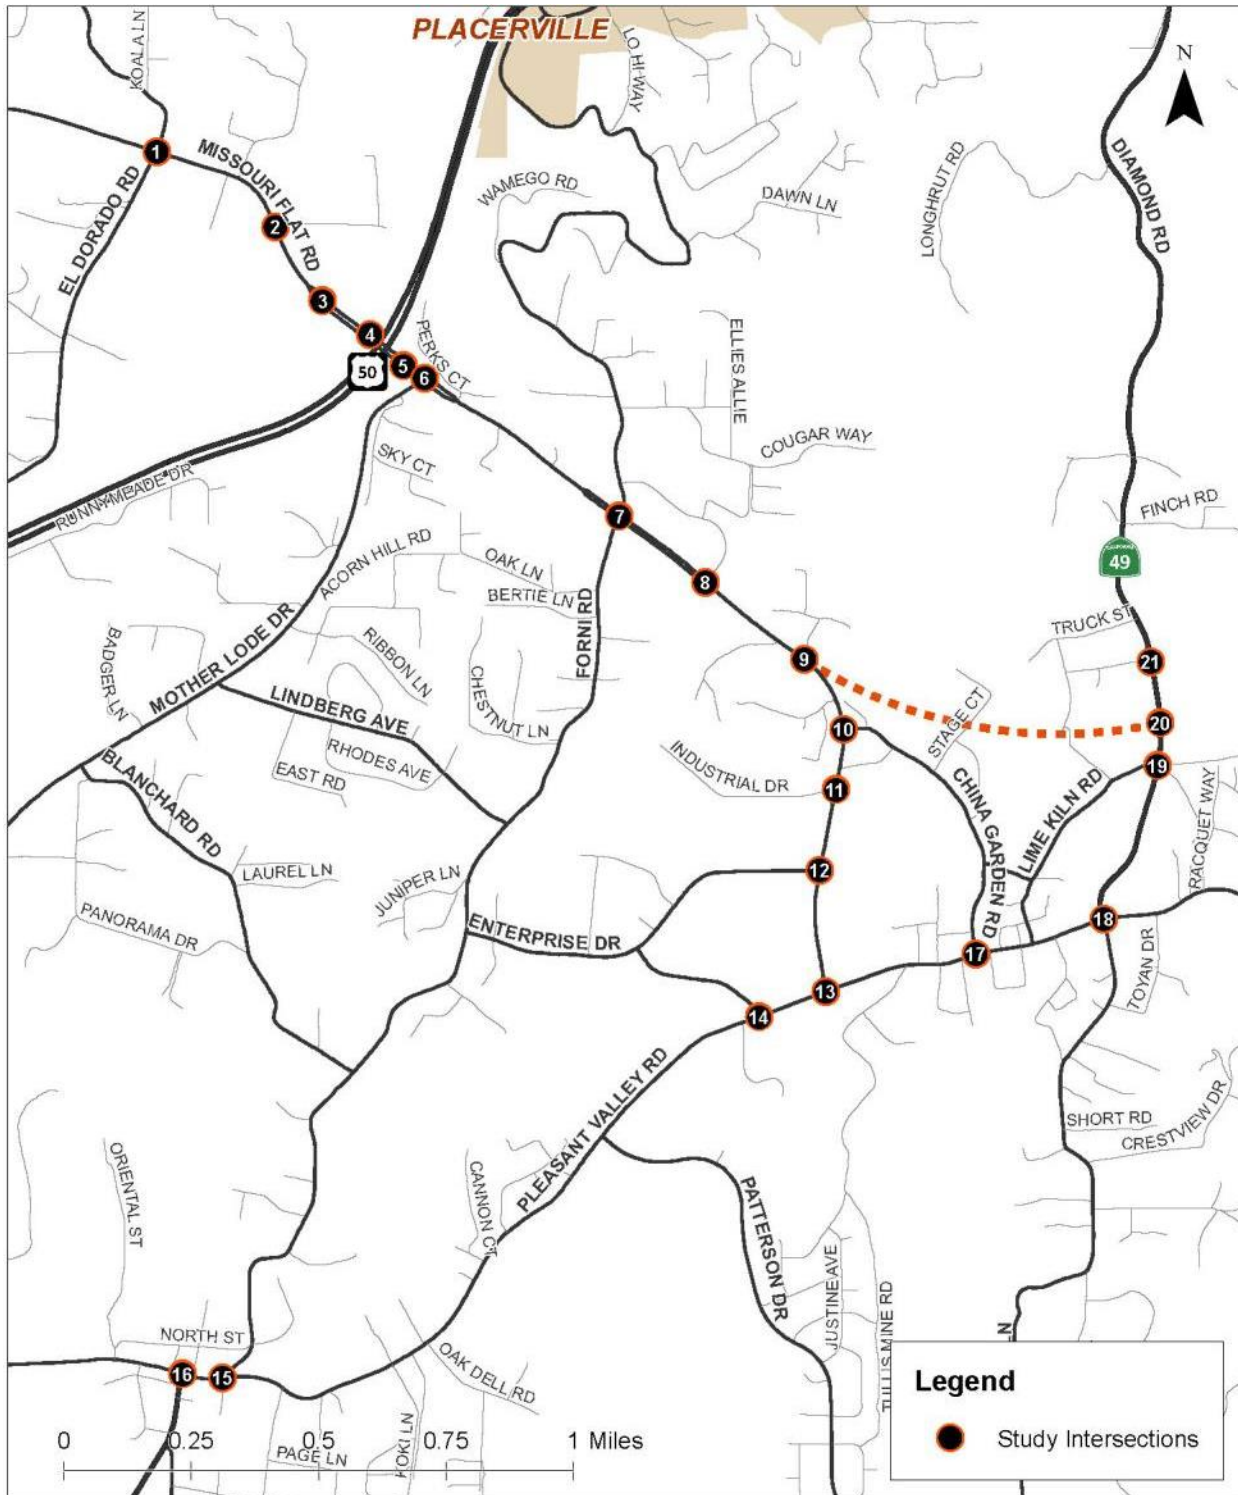 PLACERVILLE
KOALA LN
LO HI WAY
N
1
MISSOURI FLAT RD
EL DORADO RD
WAMEGO RD
DAWN LN
LONGHRUT RD
DIAMOND RD
2
3
4
50
5
6
PERKS CT
ELLIES ALLIE
COUGAR WAY
SKY CT
RUNNYMEADE DR
FINCH RD
7
ACORN HILL RD
OAK LN
BERTIE LN
8
49
FORNI RD
TRUCK ST
BADGER LN
MOTHER LODE DR
RIBBON LN
CHESTNUT LN
9
21
LINDBERG AVE
RHODES AVE
EAST RD
10
STAGE CT
20
BLANCHARD RD
INDUSTRIAL DR
11
CHINA GARDEN RD
LIME KILN RD
19
RACQUET WAY
LAUREL LN
JUNIPER LN
12
PANORAMA DR
ENTERPRISE DR
18
17
TOYAN DR
13
14
PLEASANT VALLEY RD
SHORT RD
CRESTVIEW DR
ORIENTAL ST
CANNON CT
PATTERSON DR
JUSTINE AVE
TULLIS MINE RD
NORTH ST
16
15
OAK DELL RD
KOKI LN
PAGE LN
Legend
Study Intersections
0 0.25 0.5 0.75 1 Miles